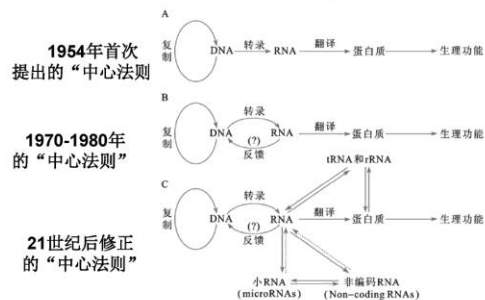 A
1954年首次
提出的“中心法则
复制
DNA 转录 RNA 翻译 蛋白质 生理功能
B
1970-1980年
的“中心法则”
复制
转录
DNA (?) RNA 翻译 蛋白质 生理功能
反馈
tRNA和rRNA
C
21世纪后修正
的“中心法则”
复制
转录
DNA (?) RNA 翻译 蛋白质 生理功能
反馈
小RNA 非编码RNA
(microRNAs) (Non-coding RNAs)